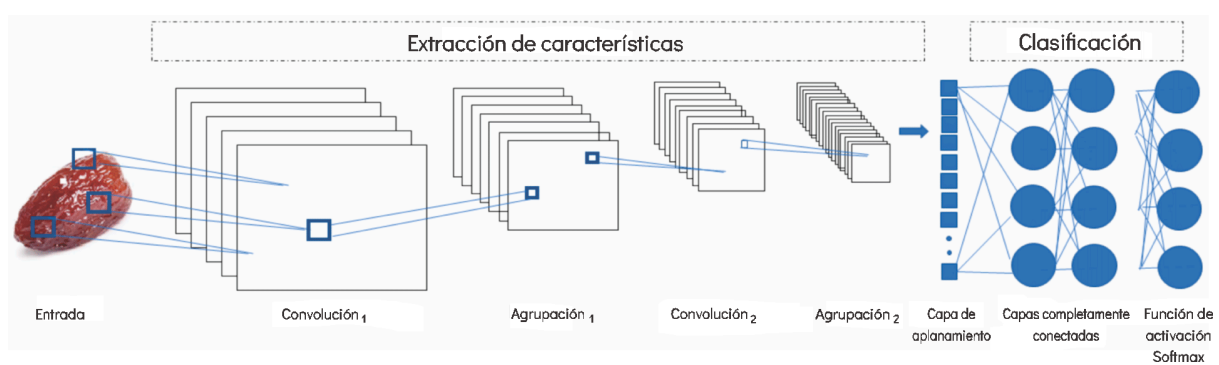 Extracción de características
Clasificación
Entrada
Convolución 1
Agrupación 1
Convolución 2
Agrupación 2
Capa de
aplanamiento
Capas completamente
conectadas
Función de
activación
Softmax